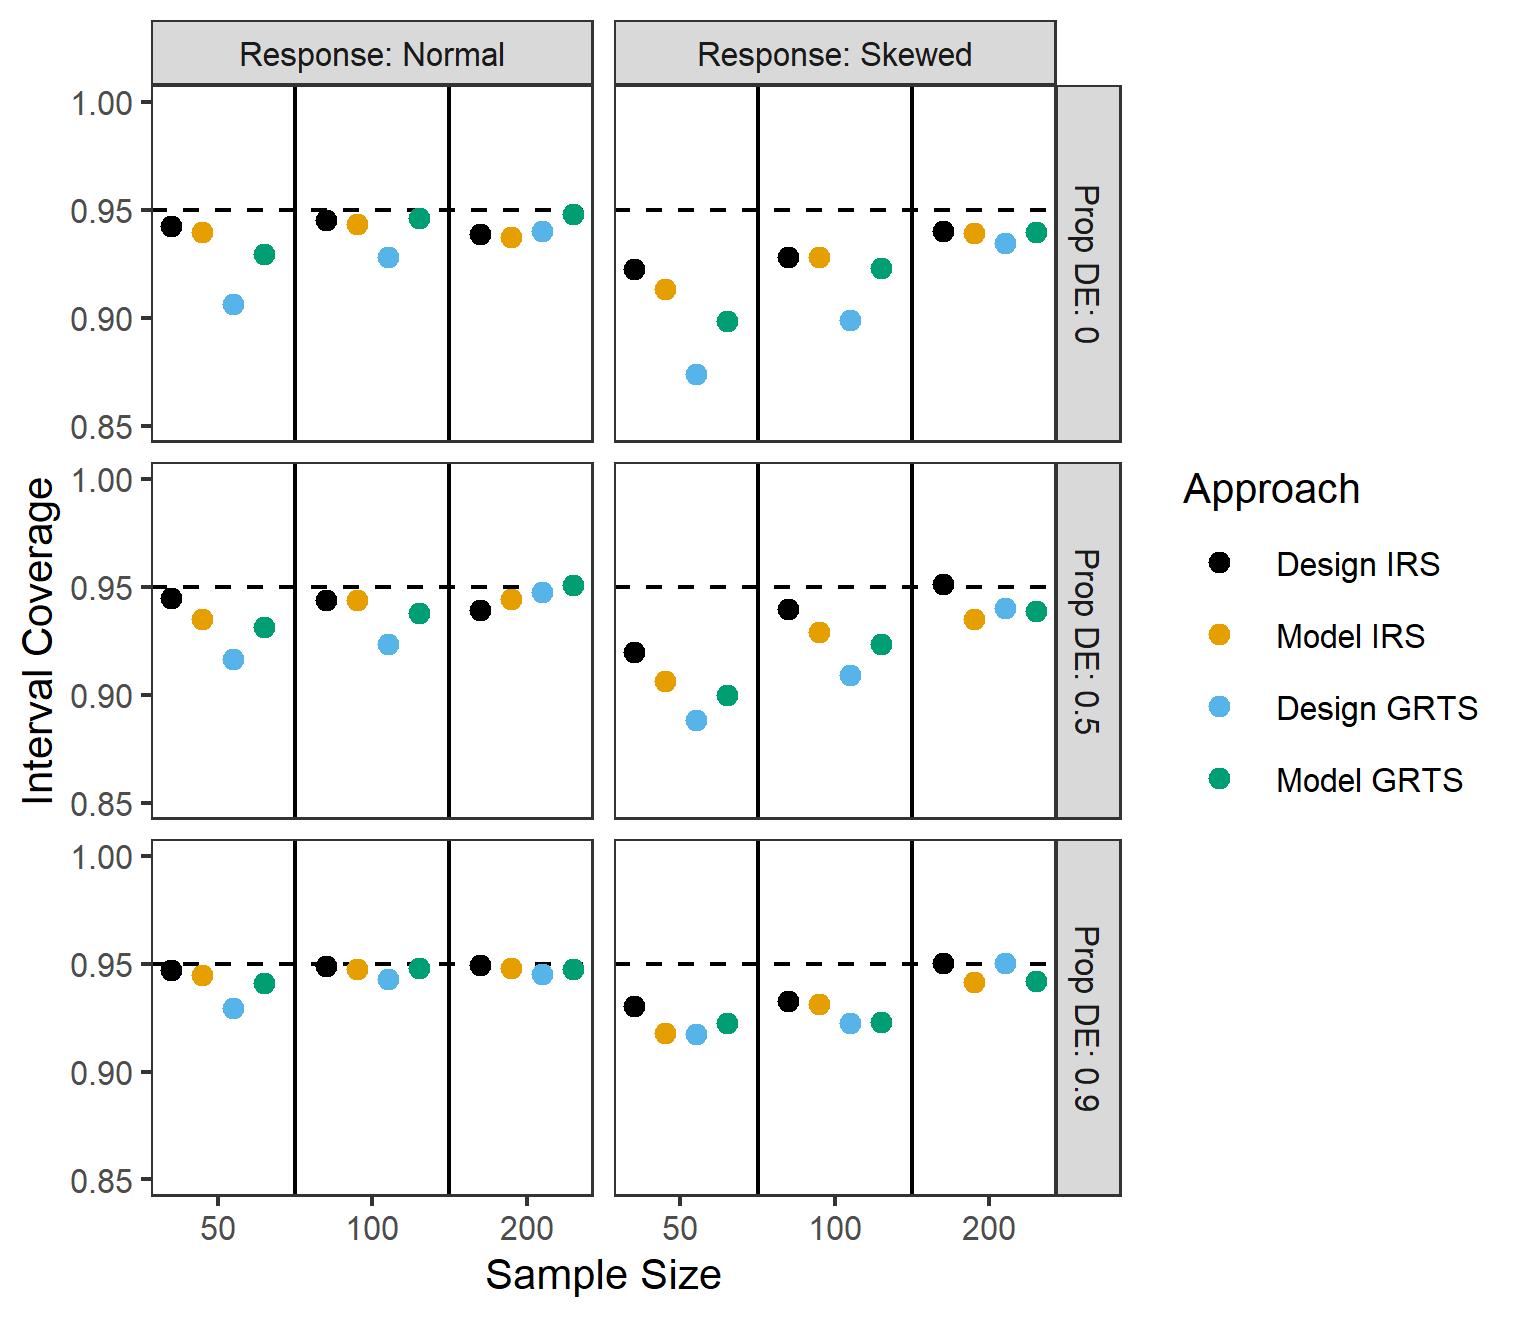 Response: Normal
Response: Skewed
1.00
0.95
0.90
0.85
Prop DE: 0
1.00
0.95
0.90
0.85
Prop DE: 0.5
1.00
0.95
0.90
0.85
Prop DE: 0.9
Interval Coverage
50 100 200
50 100 200
Sample Size
Approach
Design IRS
Model IRS
Design GRTS
Model GRTS